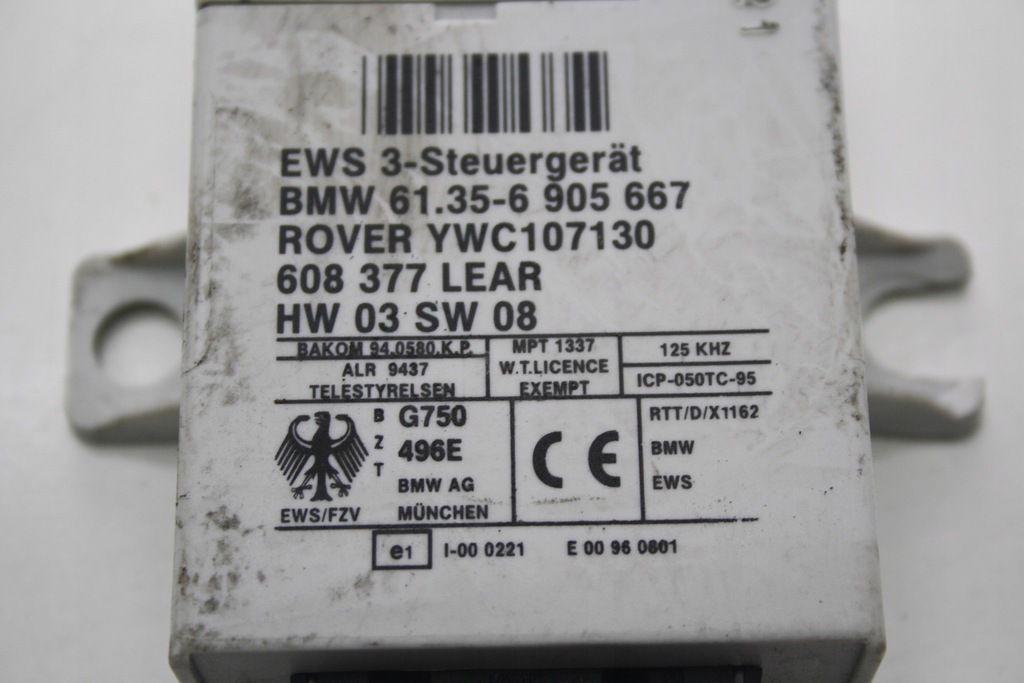 EWS 3-Steuergerät
BMW 61.35-6 905 667
ROVER YWC107130
608 377 LEAR
HW 03 SW 08
BAKOM 94.0580.K.P.
ALR 9437
TELESTYRELSEN
MPT 1337
W.T.LICENCE
EXEMPT
125 KHZ
ICP-050TC-95
BZT
G750
496E
BMW AG
MÜNCHEN
EWS/FZV
CE
RTT/D/X1162
BMW
EWS
e1 I-00 0221 E 00 96 0601